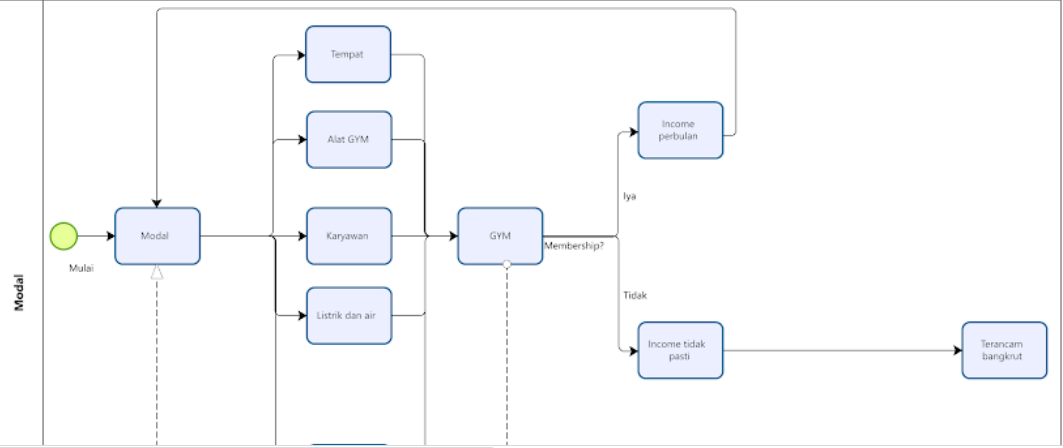 Modal
Mulai
Modal
Tempat
Alat GYM
Karyawan
Listrik dan air
GYM
Membership?
Iya
Tidak
Income
perbulan
Income tidak
pasti
Terancam
bangkrut